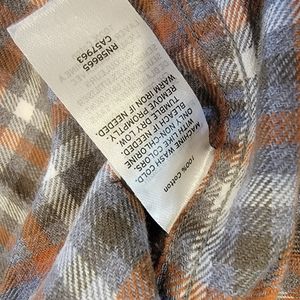 100% Cotton
MACHINE WASH COLD.
WITH LIKE COLORS.
ONLY NON CHLORINE
BLEACH IF NEEDED.
TUMBLE DRY LOW.
REMOVE PROMPTLY.
WARM IRON IF NEEDED.
RN58665
CA57963